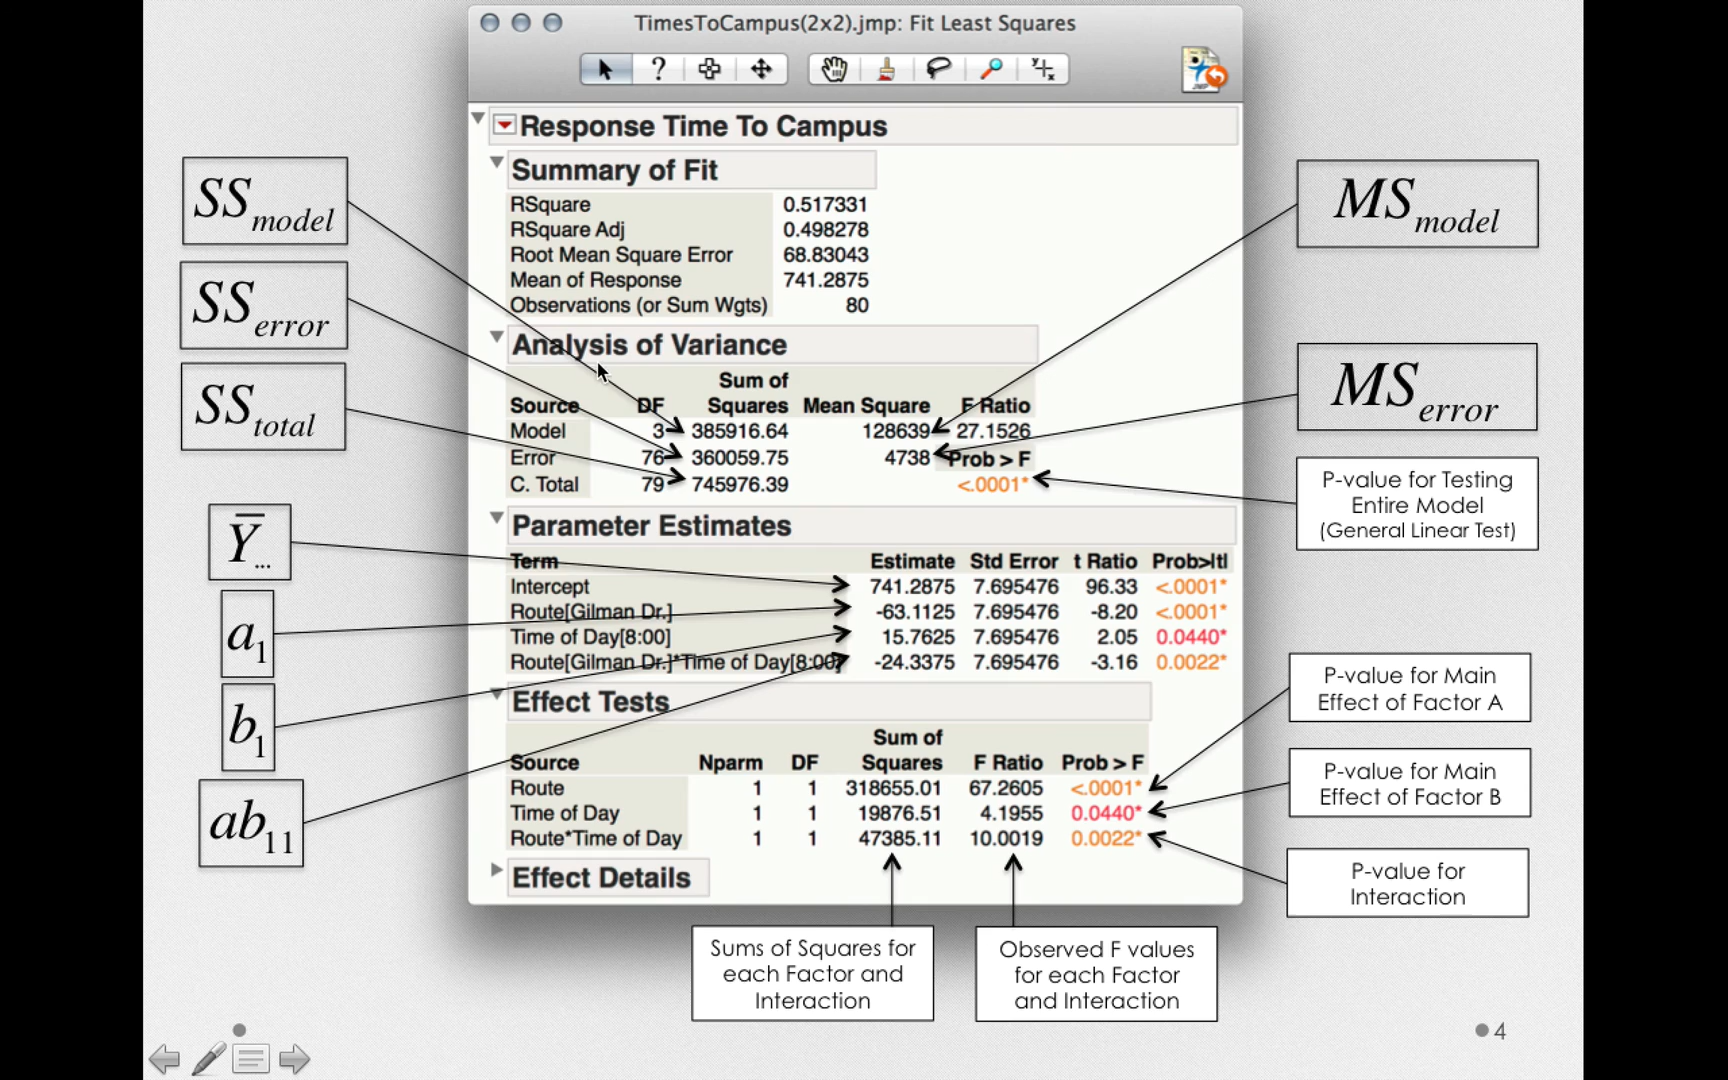 TimesToCampus(2x2).jmp: Fit Least Squares
?
y
x
JMP
Response Time To Campus
Summary of Fit
RSquare 0.517331
RSquare Adj 0.498278
Root Mean Square Error 68.83043
Mean of Response 741.2875
Observations (or Sum Wgts) 80
Analysis of Variance
Sum of
Source DF Squares Mean Square F Ratio
Model 3 385916.64 128639 27.1526
Error 76 360059.75 4738 Prob > F
C. Total 79 745976.39 <.0001*
Parameter Estimates
Term Estimate Std Error t Ratio Prob>|t|
Intercept 741.2875 7.695476 96.33 <.0001*
Route[Gilman Dr.] -63.1125 7.695476 -8.20 <.0001*
Time of Day[8:00] 15.7625 7.695476 2.05 0.0440*
Route[Gilman Dr.]*Time of Day[8:00] -24.3375 7.695476 -3.16 0.0022*
Effect Tests
Sum of
Source Nparm DF Squares F Ratio Prob > F
Route 1 1 318655.01 67.2605 <.0001*
Time of Day 1 1 19876.51 4.1955 0.0440*
Route*Time of Day 1 1 47385.11 10.0019 0.0022*
Effect Details
SS model
SS error
SS total
Ȳ...
a1
b1
ab11
MS model
MS error
P-value for Testing
Entire Model
(General Linear Test)
P-value for Main
Effect of Factor A
P-value for Main
Effect of Factor B
P-value for
Interaction
Sums of Squares for
each Factor and
Interaction
Observed F values
for each Factor
and Interaction
4